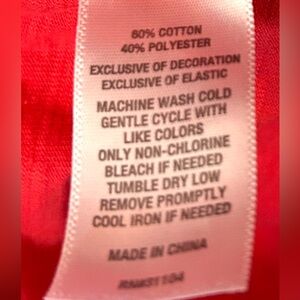 60% COTTON
40% POLYESTER
EXCLUSIVE OF DECORATION
EXCLUSIVE OF ELASTIC
MACHINE WASH COLD
GENTLE CYCLE WITH
LIKE COLORS
ONLY NON-CHLORINE
BLEACH IF NEEDED
TUMBLE DRY LOW
REMOVE PROMPTLY
COOL IRON IF NEEDED
MADE IN CHINA